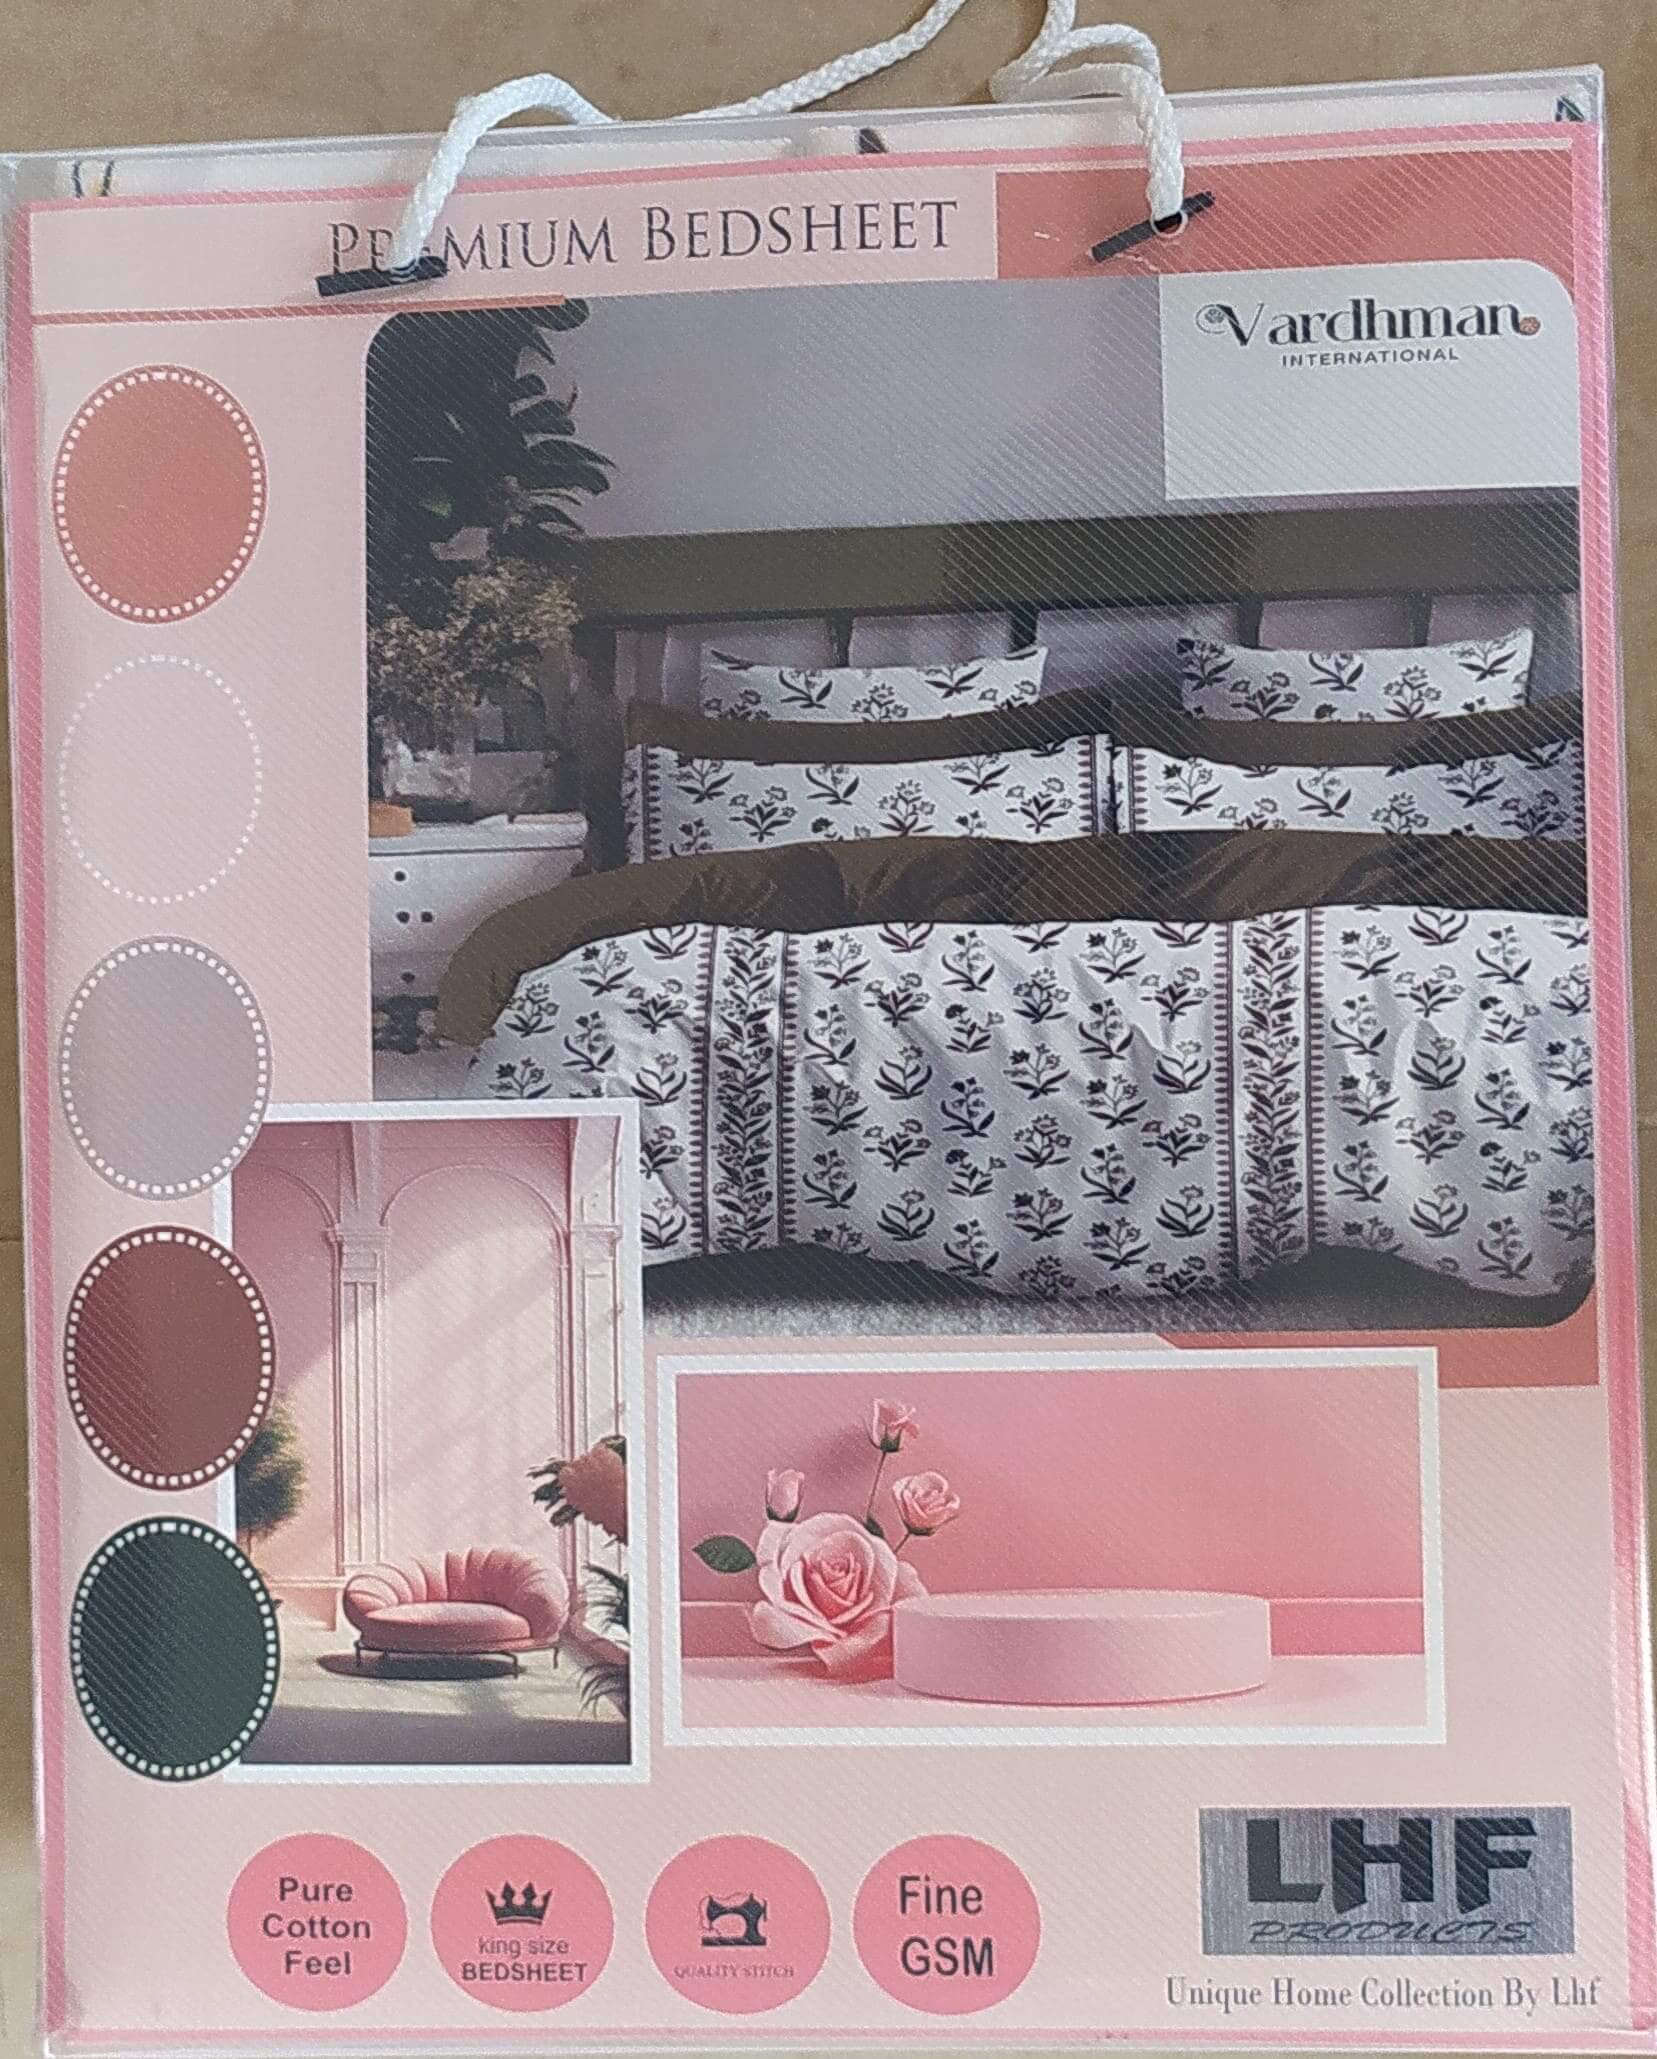 PREMIUM BEDSHEET
Vardhman
INTERNATIONAL
Pure
Cotton
Feel
king size
BEDSHEET
QUALITY STITCH
Fine
GSM
LHF
PRODUCTS
Unique Home Collection By Lhf